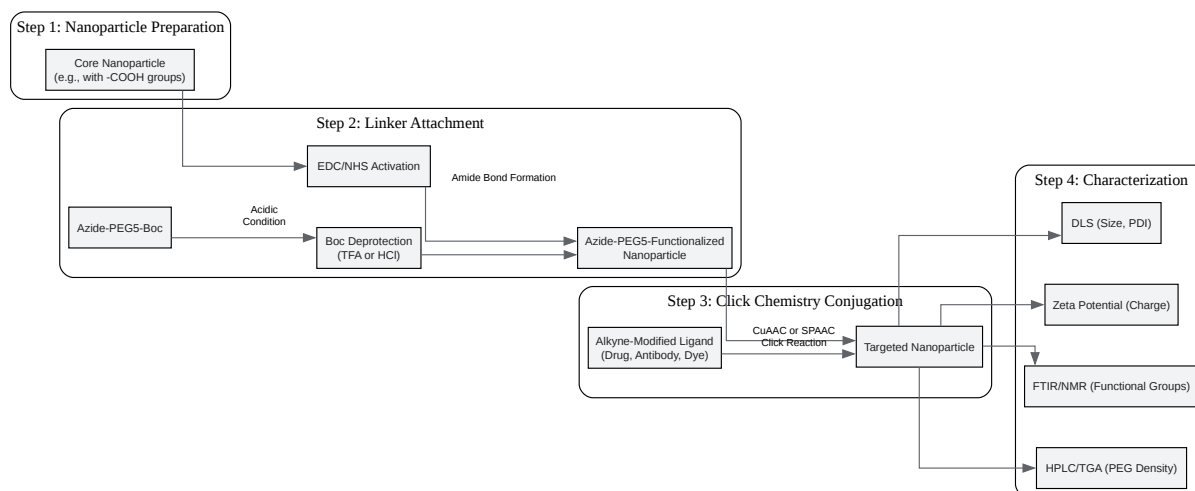 Step 1: Nanoparticle Preparation
Core Nanoparticle
(e.g., with -COOH groups)
Step 2: Linker Attachment
EDC/NHS Activation
Amide Bond Formation
Azide-PEG5-Boc
Acidic
Condition
Boc Deprotection
(TFA or HCl)
Azide-PEG5-Functionalized
Nanoparticle
Step 3: Click Chemistry Conjugation
Alkyne-Modified Ligand
(Drug, Antibody, Dye)
CuAAC or SPAAC
Click Reaction
Targeted Nanoparticle
Step 4: Characterization
DLS (Size, PDI)
Zeta Potential (Charge)
FTIR/NMR (Functional Groups)
HPLC/TGA (PEG Density)